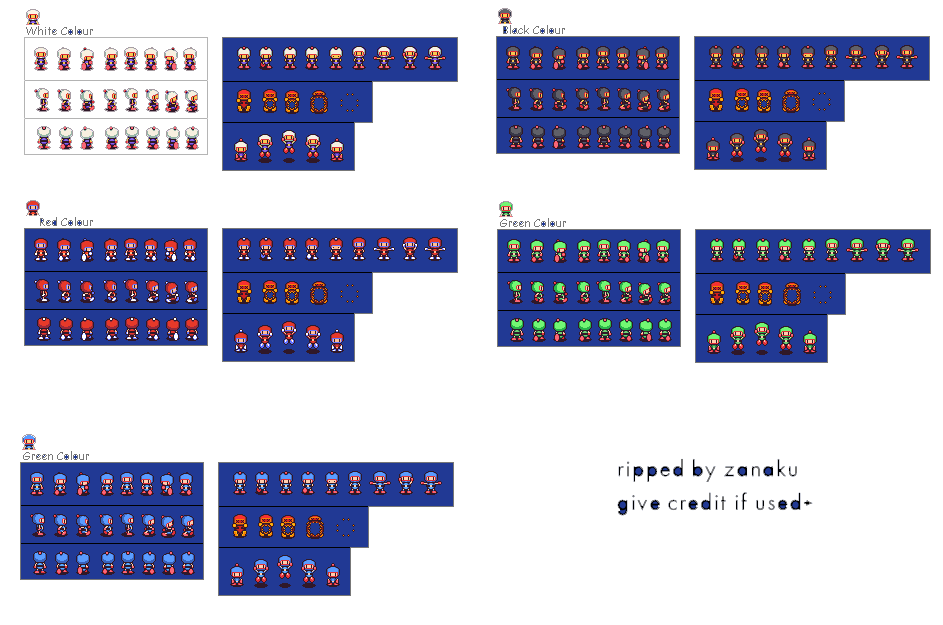 White Colour
Black Colour
Red Colour
Green Colour
Green Colour
ripped by zanaku
give credit if used-